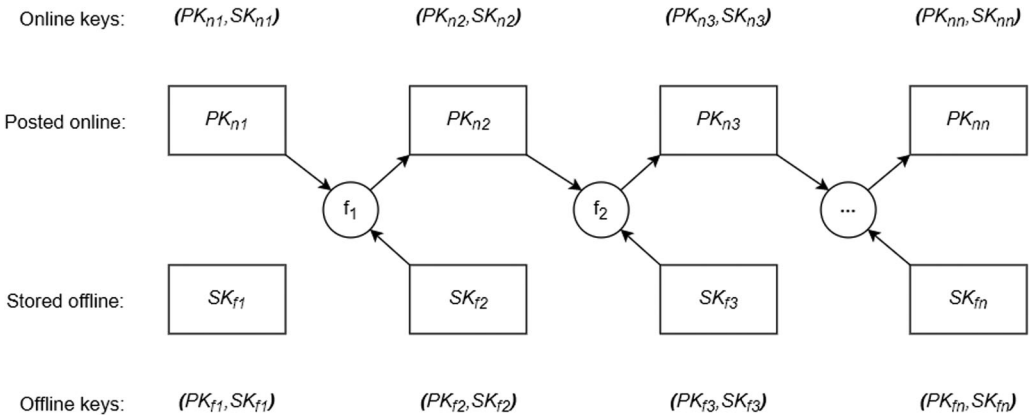 Online keys: (PKn1,SKn1) (PKn2,SKn2) (PKn3,SKn3) (PKnn,SKnn)
Posted online: PKn1 PKn2 PKn3 PKnn
f1 f2 ...
Stored offline: SKf1 SKf2 SKf3 SKfn
Offline keys: (PKf1,SKf1) (PKf2,SKf2) (PKf3,SKf3) (PKfn,SKfn)